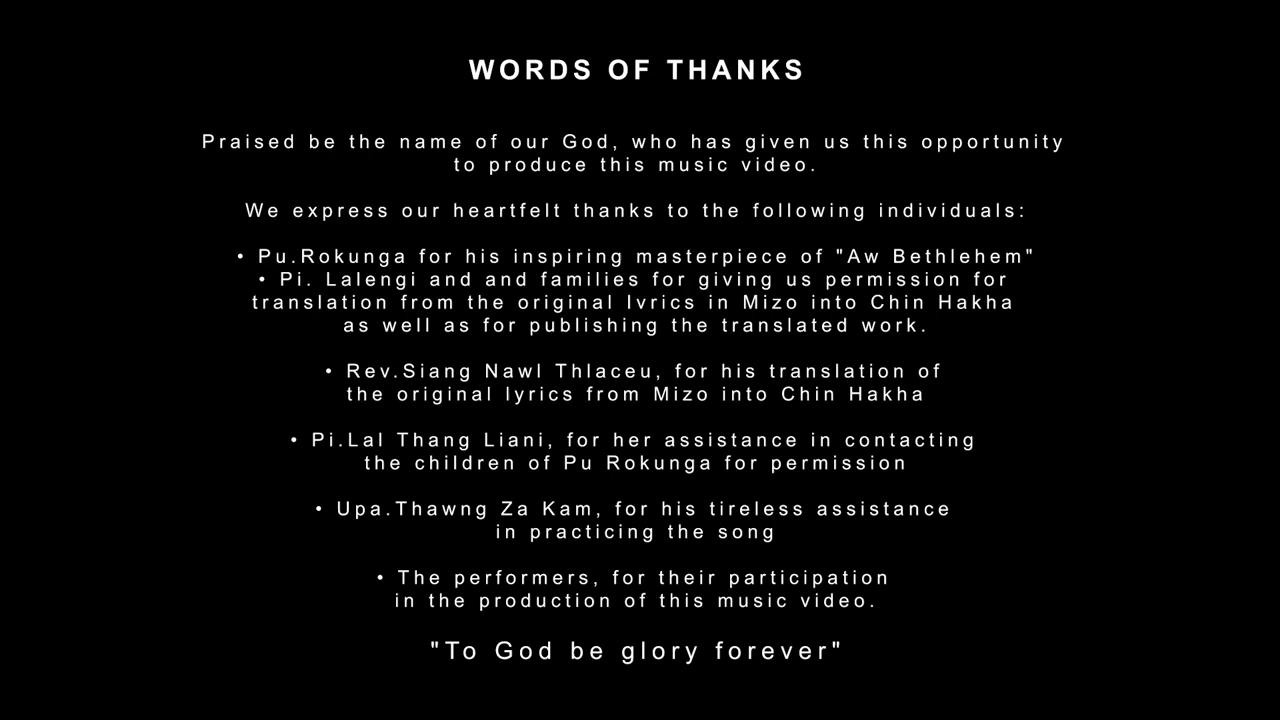 WORDS OF THANKS
Praised be the name of our God, who has given us this opportunity
to produce this music video.
We express our heartfelt thanks to the following individuals:
• Pu.Rokunga for his inspiring masterpiece of "Aw Bethlehem"
• Pi. Lalengi and and families for giving us permission for
translation from the original lvrics in Mizo into Chin Hakha
as well as for publishing the translated work.
• Rev.Siang Nawl Thlaceu, for his translation of
the original lyrics from Mizo into Chin Hakha
• Pi.Lal Thang Liani, for her assistance in contacting
the children of Pu Rokunga for permission
• Upa.Thawng Za Kam, for his tireless assistance
in practicing the song
• The performers, for their participation
in the production of this music video.
"To God be glory forever"